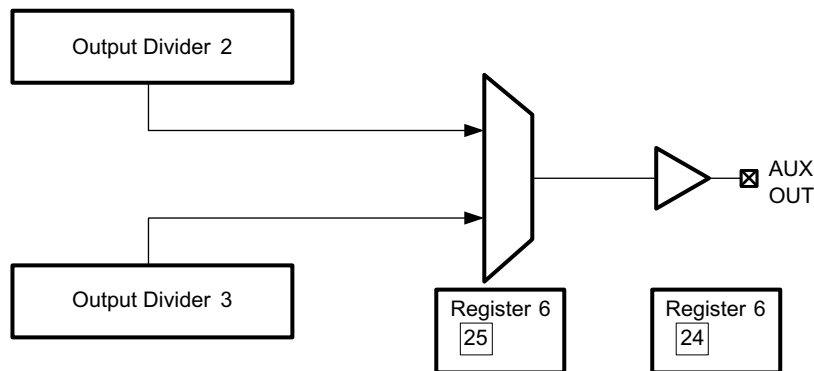 Output Divider 2
AUX
OUT
Output Divider 3
Register 6
25
Register 6
24